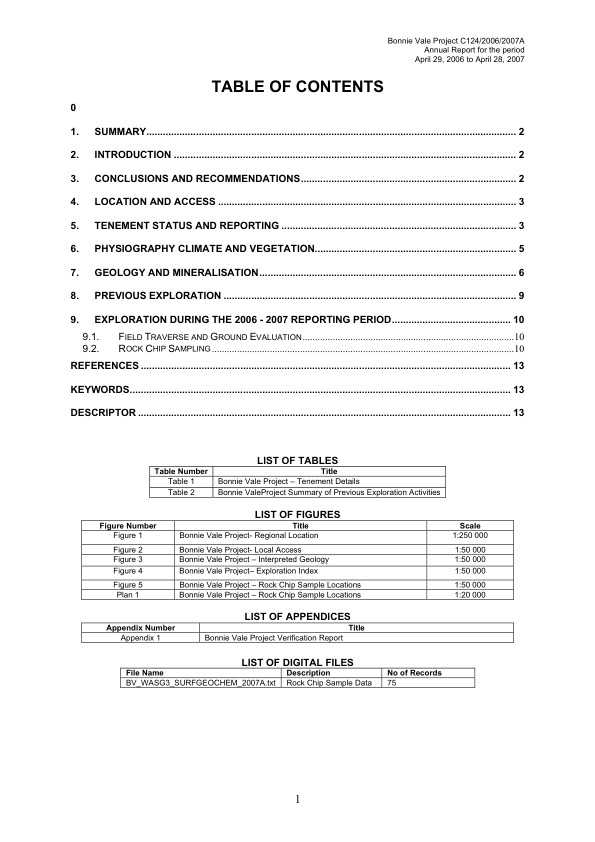 Bonnie Vale Project C124/2006/2007A
Annual Report for the period
April 29, 2006 to April 28, 2007
TABLE OF CONTENTS
0
1. SUMMARY................................................................ 2
2. INTRODUCTION ................................................................ 2
3. CONCLUSIONS AND RECOMMENDATIONS................................................................ 2
4. LOCATION AND ACCESS ................................................................ 3
5. TENEMENT STATUS AND REPORTING ................................................................ 3
6. PHYSIOGRAPHY CLIMATE AND VEGETATION................................................................ 5
7. GEOLOGY AND MINERALISATION................................................................ 6
8. PREVIOUS EXPLORATION ................................................................ 9
9. EXPLORATION DURING THE 2006 - 2007 REPORTING PERIOD................................................................ 10
9.1. FIELD TRAVERSE AND GROUND EVALUATION................................................................10
9.2. ROCK CHIP SAMPLING................................................................10
REFERENCES ................................................................ 13
KEYWORDS................................................................ 13
DESCRIPTOR ................................................................ 13
LIST OF TABLES
Table Number Title
Table 1 Bonnie Vale Project – Tenement Details
Table 2 Bonnie ValeProject Summary of Previous Exploration Activities
LIST OF FIGURES
Figure Number Title Scale
Figure 1 Bonnie Vale Project- Regional Location 1:250 000
Figure 2 Bonnie Vale Project- Local Access 1:50 000
Figure 3 Bonnie Vale Project – Interpreted Geology 1:50 000
Figure 4 Bonnie Vale Project– Exploration Index 1:50 000
Figure 5 Bonnie Vale Project – Rock Chip Sample Locations 1:50 000
Plan 1 Bonnie Vale Project – Rock Chip Sample Locations 1:20 000
LIST OF APPENDICES
Appendix Number Title
Appendix 1 Bonnie Vale Project Verification Report
LIST OF DIGITAL FILES
File Name Description No of Records
BV_WASG3_SURFGEOCHEM_2007A.txt Rock Chip Sample Data 75
1